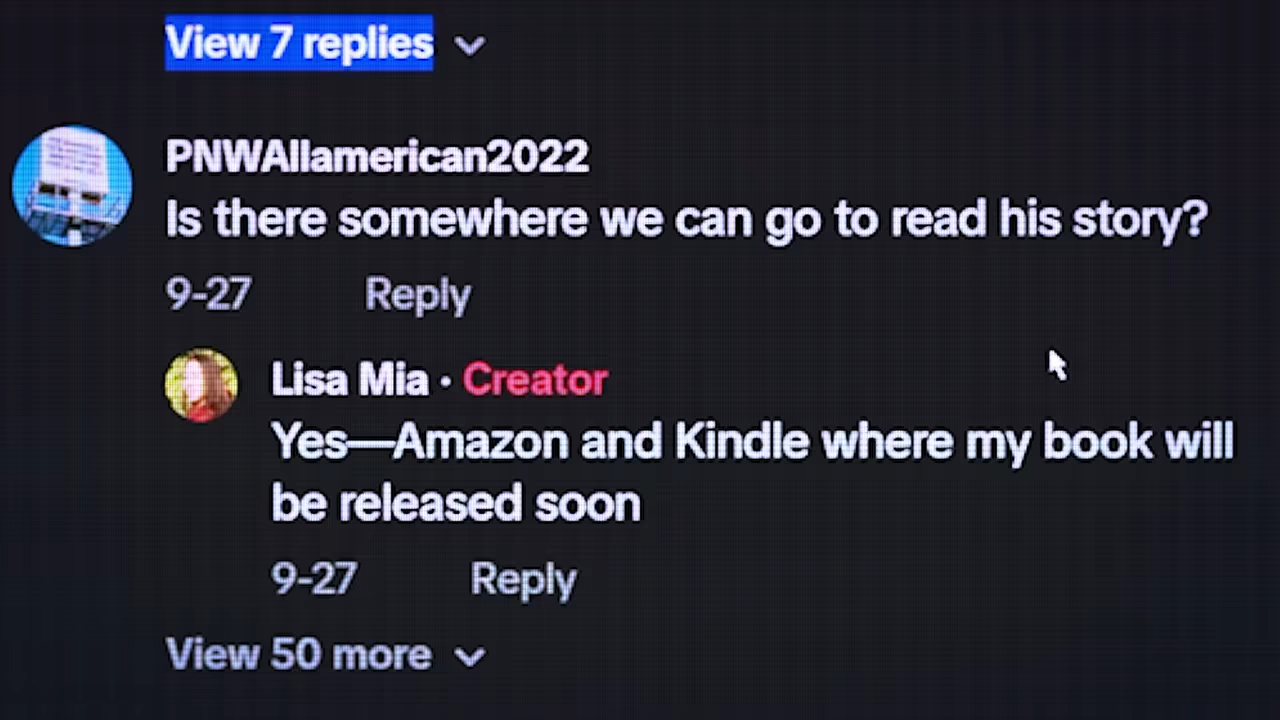 View 7 replies
PNWAllamerican2022
Is there somewhere we can go to read his story?
9-27 Reply
Lisa Mia · Creator
Yes—Amazon and Kindle where my book will
be released soon
9-27 Reply
View 50 more